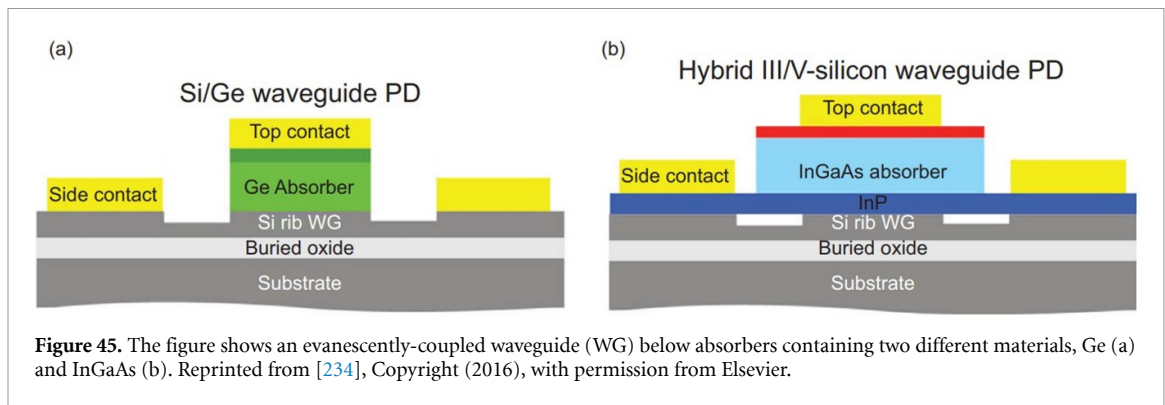 (a)
Si/Ge waveguide PD
Top contact
Ge Absorber
Side contact
Si rib WG
Buried oxide
Substrate
(b)
Hybrid III/V-silicon waveguide PD
Top contact
InGaAs absorber
Side contact
InP
Si rib WG
Buried oxide
Substrate
Figure 45. The figure shows an evanescently-coupled waveguide (WG) below absorbers containing two different materials, Ge (a)
and InGaAs (b). Reprinted from [234], Copyright (2016), with permission from Elsevier.